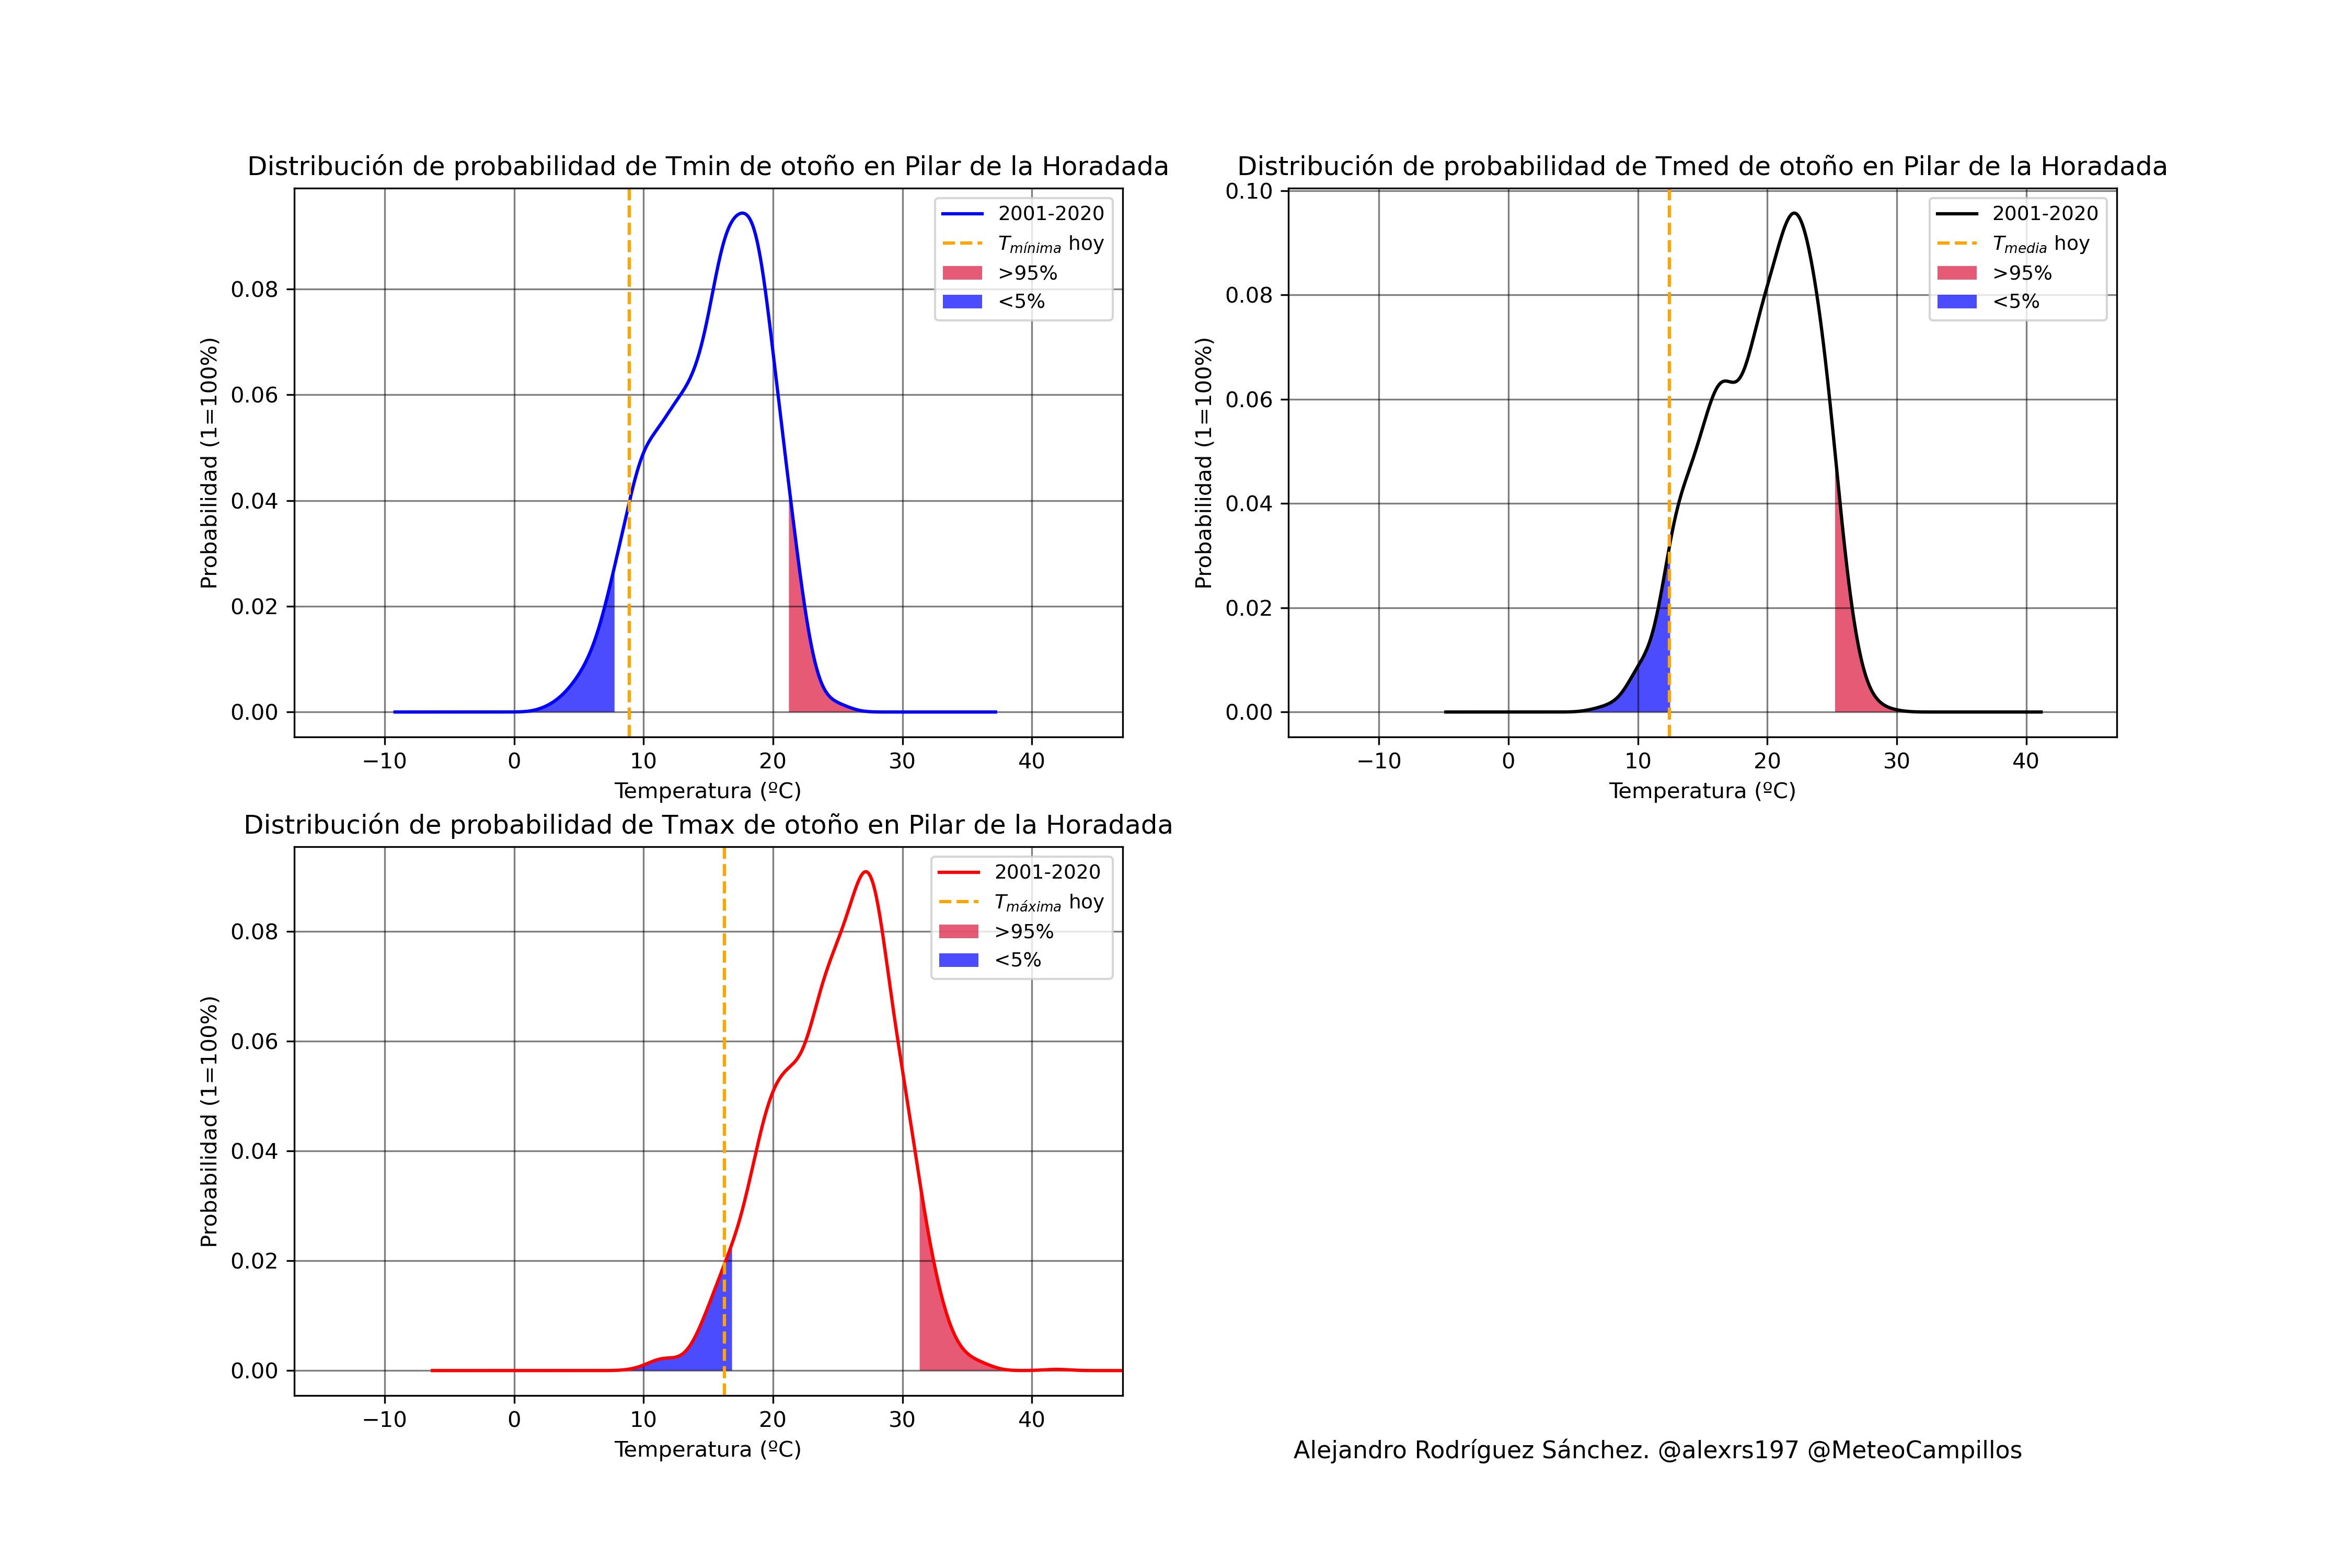 Distribución de probabilidad de Tmin de otoño en Pilar de la Horadada
2001-2020
T mínima hoy
>95%
<5%
0.08
0.06
0.04
0.02
0.00
Probabilidad (1=100%)
−10 0 10 20 30 40
Temperatura (ºC)
Distribución de probabilidad de Tmed de otoño en Pilar de la Horadada
2001-2020
T media hoy
>95%
<5%
0.10
0.08
0.06
0.04
0.02
0.00
Probabilidad (1=100%)
−10 0 10 20 30 40
Temperatura (ºC)
Distribución de probabilidad de Tmax de otoño en Pilar de la Horadada
2001-2020
T máxima hoy
>95%
<5%
0.08
0.06
0.04
0.02
0.00
Probabilidad (1=100%)
−10 0 10 20 30 40
Temperatura (ºC)
Alejandro Rodríguez Sánchez. @alexrs197 @MeteoCampillos